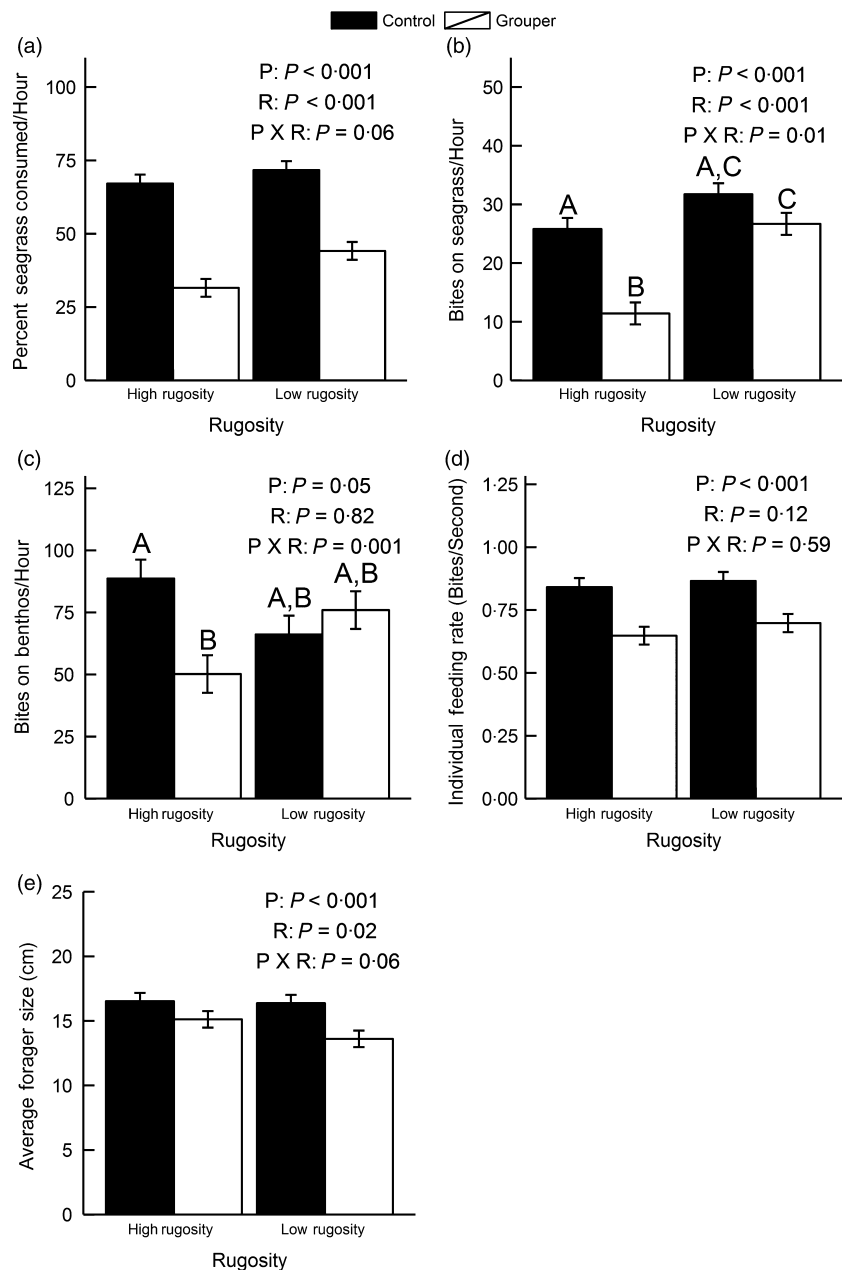 Control Grouper
(a)
P: P < 0·001
R: P < 0·001
P X R: P = 0·06
Percent seagrass consumed/Hour
100
75
50
25
0
High rugosity Low rugosity
Rugosity
(b)
P: P < 0·001
R: P < 0·001
P X R: P = 0·01
Bites on seagrass/Hour
50
40
30
20
10
0
A
B
A,C
C
High rugosity Low rugosity
Rugosity
(c)
P: P = 0·05
R: P = 0·82
P X R: P = 0·001
Bites on benthos/Hour
125
100
75
50
25
0
A
B
A,B
A,B
High rugosity Low rugosity
Rugosity
(d)
P: P < 0·001
R: P = 0·12
P X R: P = 0·59
Individual feeding rate (Bites/Second)
1·25
1·00
0·75
0·50
0·25
0·00
High rugosity Low rugosity
Rugosity
(e)
P: P < 0·001
R: P = 0·02
P X R: P = 0·06
Average forager size (cm)
25
20
15
10
5
0
High rugosity Low rugosity
Rugosity